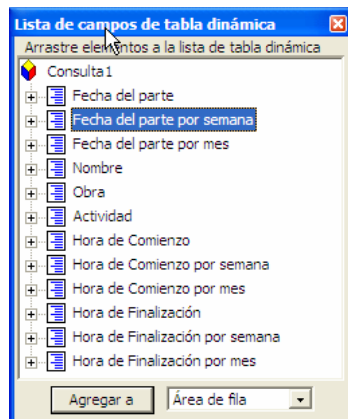 Lista de campos de tabla dinámica
Arrastre elementos a la lista de tabla dinámica
Consulta1
Fecha del parte
Fecha del parte por semana
Fecha del parte por mes
Nombre
Obra
Actividad
Hora de Comienzo
Hora de Comienzo por semana
Hora de Comienzo por mes
Hora de Finalización
Hora de Finalización por semana
Hora de Finalización por mes
Agregar a Área de fila